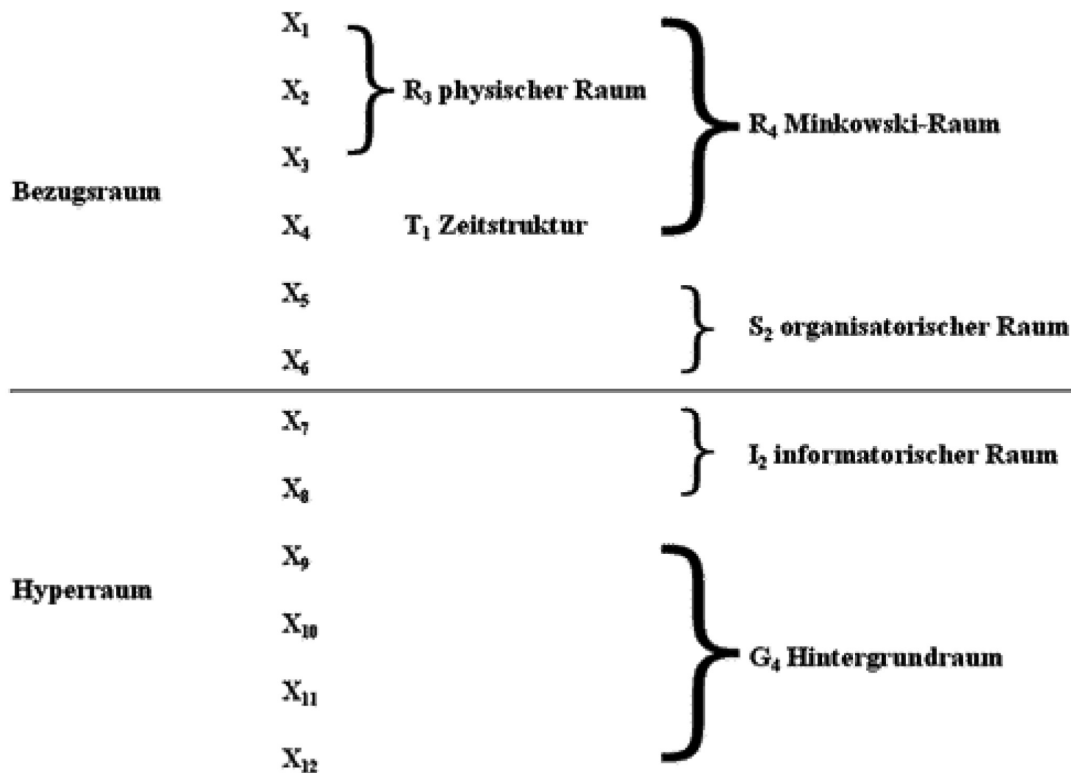 X₁
X₂ R₃ physischer Raum
R₄ Minkowski-Raum
X₃
Bezugsraum
X₄ T₁ Zeitstruktur
X₅
S₂ organisatorischer Raum
X₆
X₇
I₂ informatorischer Raum
X₈
X₉
Hyperraum
X₁₀
G₄ Hintergrundraum
X₁₁
X₁₂